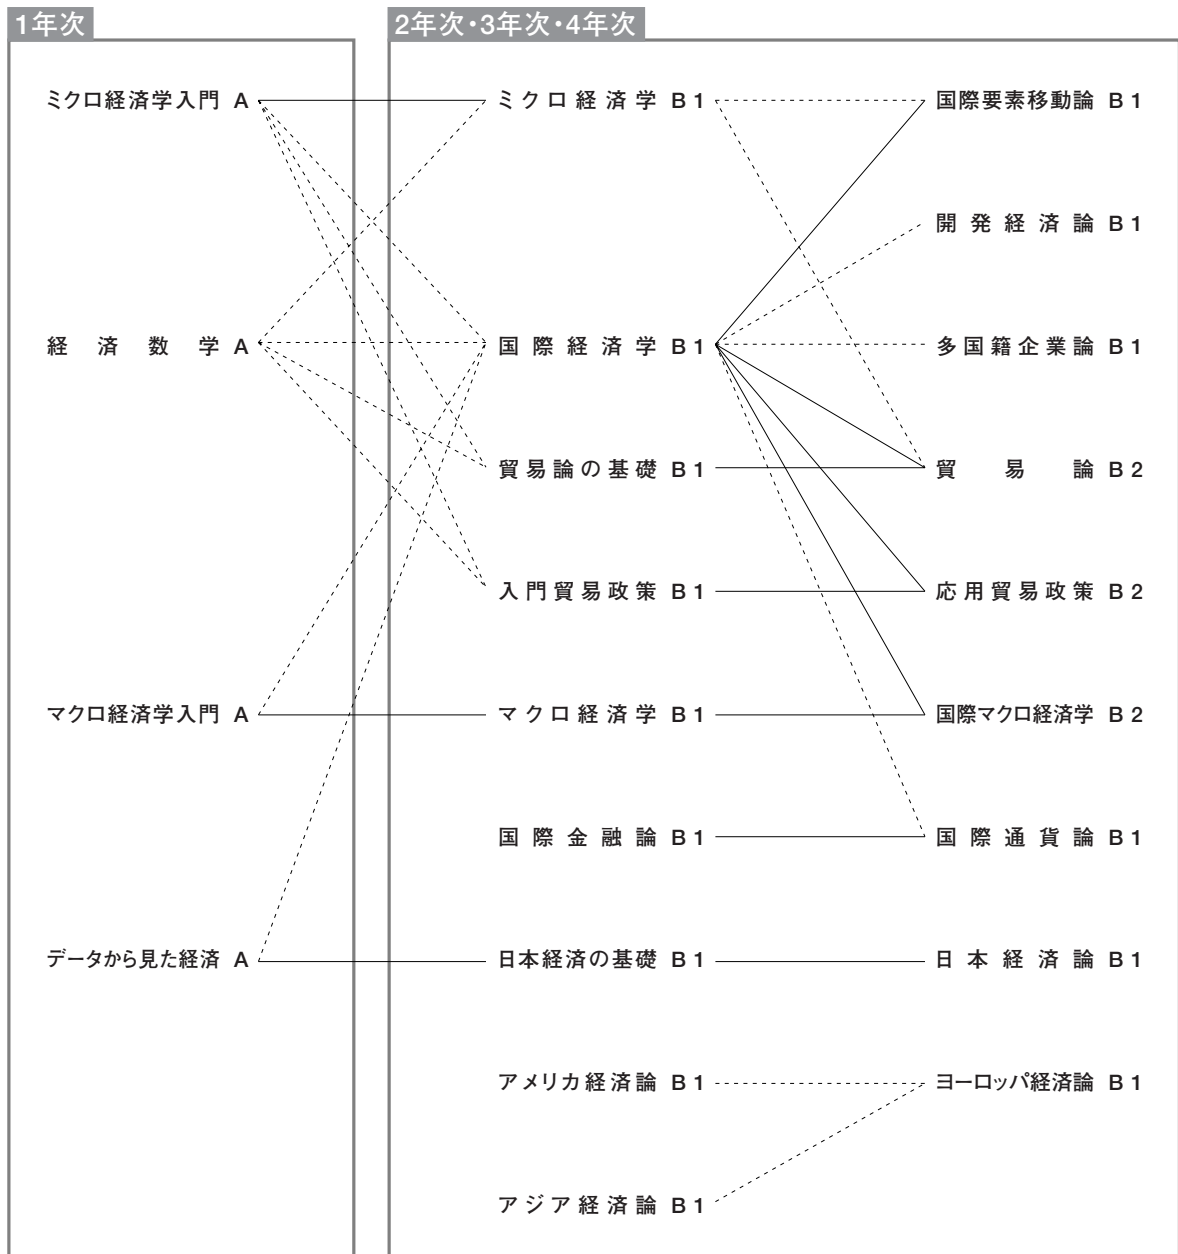 1年次
2年次・3年次・4年次
ミクロ経済学入門 A
ミクロ経済学 B1
国際要素移動論 B1
開発経済論 B1
経済数学 A
国際経済学 B1
多国籍企業論 B1
貿易論の基礎 B1
貿易論 B2
入門貿易政策 B1
応用貿易政策 B2
マクロ経済学入門 A
マクロ経済学 B1
国際マクロ経済学 B2
国際金融論 B1
国際通貨論 B1
データから見た経済 A
日本経済の基礎 B1
日本経済論 B1
アメリカ経済論 B1
ヨーロッパ経済論 B1
アジア経済論 B1